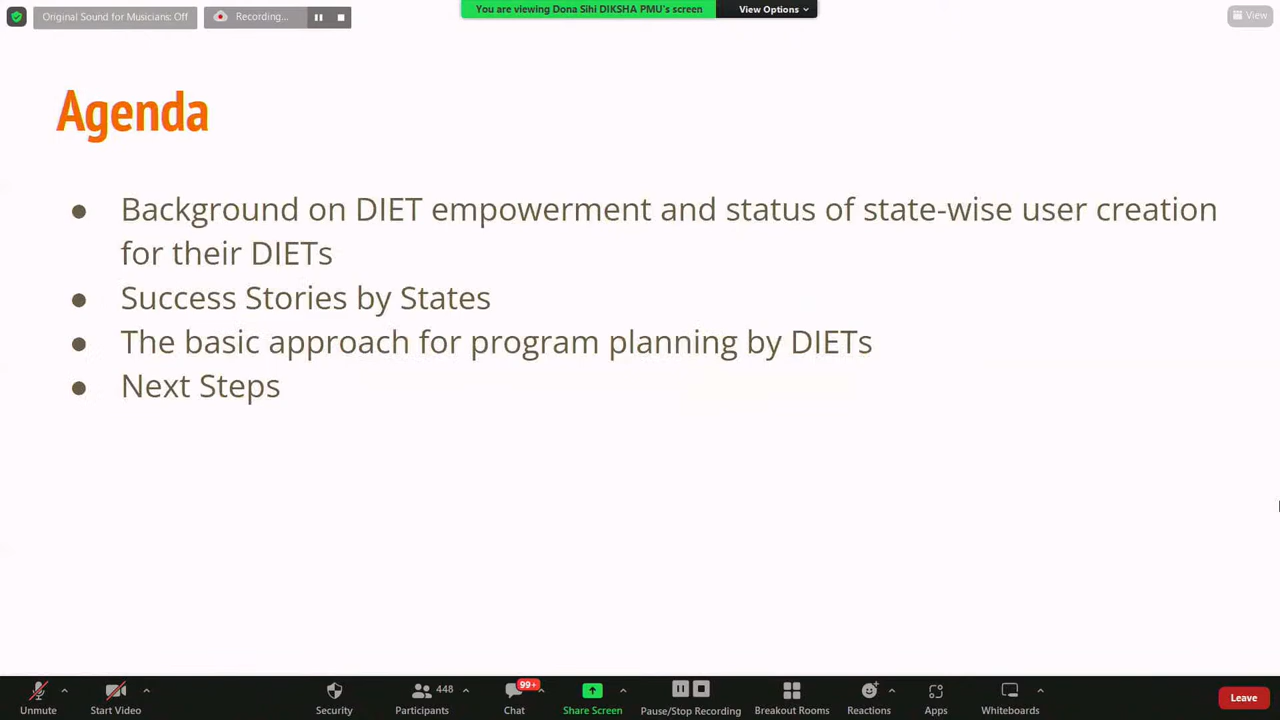 Original Sound for Musicians: Off
Recording...
You are viewing Dona Sihi DIKSHA PMU's screen
View Options
View
Agenda
● Background on DIET empowerment and status of state-wise user creation
for their DIETs
● Success Stories by States
● The basic approach for program planning by DIETs
● Next Steps
Unmute
Start Video
Security
448
Participants
99+
Chat
Share Screen
Pause/Stop Recording
Breakout Rooms
Reactions
Apps
Whiteboards
Leave